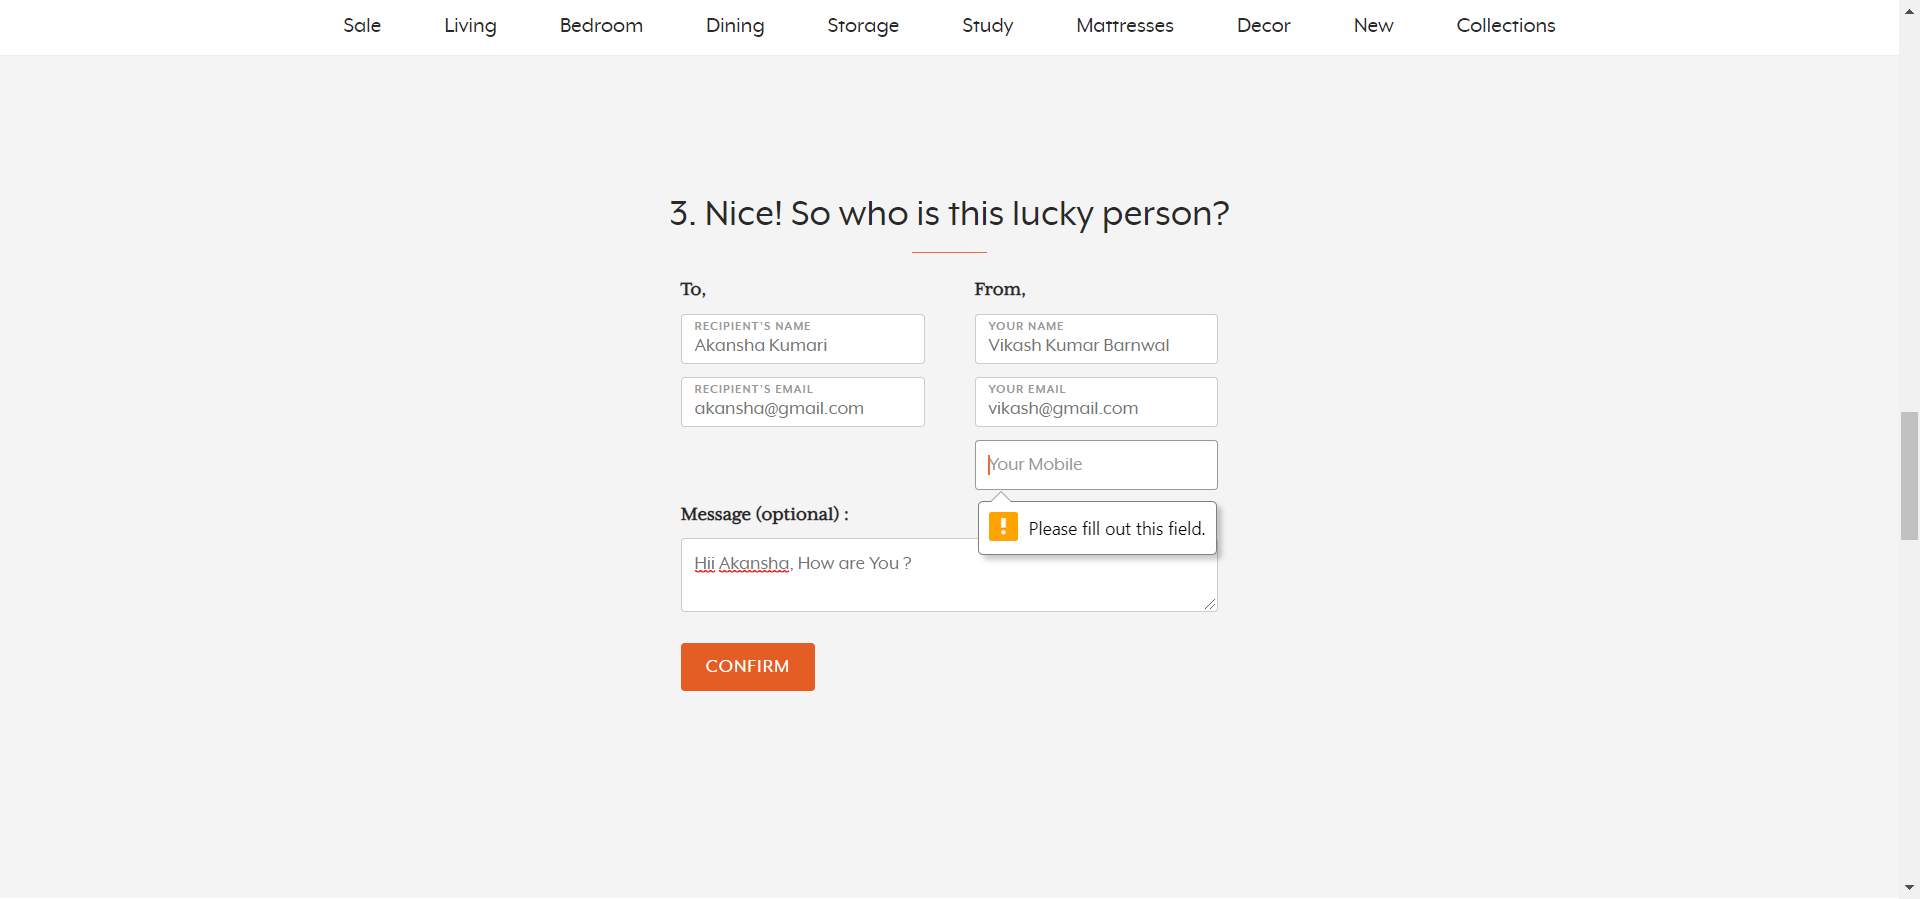 Sale Living Bedroom Dining Storage Study Mattresses Decor New Collections
3. Nice! So who is this lucky person?
To,
RECIPIENT'S NAME
Akansha Kumari
RECIPIENT'S EMAIL
akansha@gmail.com
From,
YOUR NAME
Vikash Kumar Barnwal
YOUR EMAIL
vikash@gmail.com
Your Mobile
Please fill out this field.
Message (optional) :
Hii Akansha, How are You ?
CONFIRM